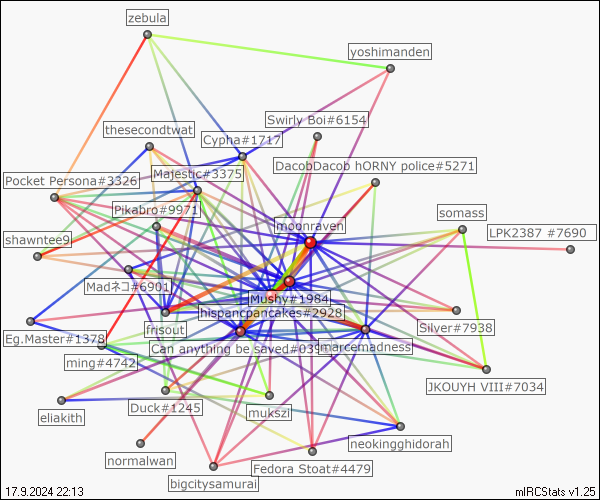 zebula
yoshimanden
Swirly Boi#6154
thesecondtwat
Cypha#1717
DacobDacob hORNY police#5271
Majestic#3375
Pocket Persona#3326
Pikabro#9971
somass
moonraven
LPK2387 #7690
shawntee9
Madネコ#6901
Mushy#1984
hispancpancakes#2928
Silver#7938
frisout
Eg.Master#1378
Can anything be saved#03
marcemadness
ming#4742
JKOUYH VIII#7034
Duck#1245
mukszi
eliakith
neokingghidorah
normalwan
Fedora Stoat#4479
bigcitysamurai
17.9.2024 22:13
mIRCStats v1.25